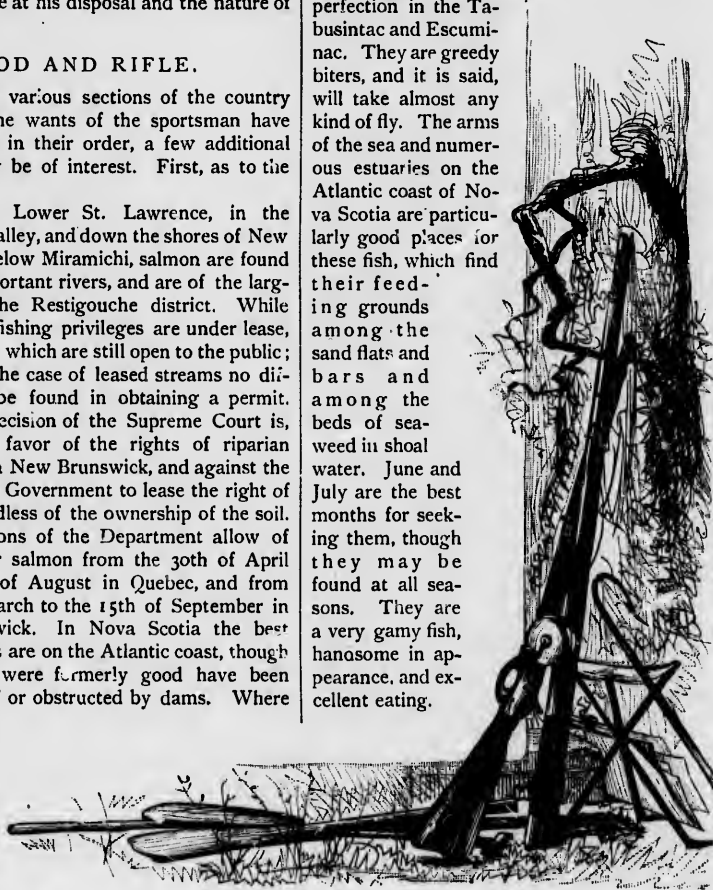 e at his disposal and the nature of
OD AND RIFLE.
various sections of the country
ne wants of the sportsman have
in their order, a few additional
be of interest. First, as to the
Lower St. Lawrence, in the
alley, and down the shores of New
elow Miramichi, salmon are found
portant rivers, and are of the larg-
he Restigouche district. While
fishing privileges are under lease,
which are still open to the public;
he case of leased streams no dif-
be found in obtaining a permit.
ecision of the Supreme Court is,
favor of the rights of riparian
New Brunswick, and against the
Government to lease the right of
dless of the ownership of the soil.
ons of the Department allow of
salmon from the 30th of April
of August in Quebec, and from
arch to the 15th of September in
wick. In Nova Scotia the best
s are on the Atlantic coast, though
were formerly good have been
or obstructed by dams. Where
perfection in the Ta-
busintac and Escumi-
nac. They are greedy
biters, and it is said,
will take almost any
kind of fly. The arms
of the sea and numer-
ous estuaries on the
Atlantic coast of No-
va Scotia are particu-
larly good places for
these fish, which find
their feed-
ing grounds
among the
sand flats and
bars and
among the
beds of sea-
weed in shoal
water. June and
July are the best
months for seek-
ing them, though
they may be
found at all sea-
sons. They are
a very gamy fish,
handsome in ap-
pearance, and ex-
cellent eating.